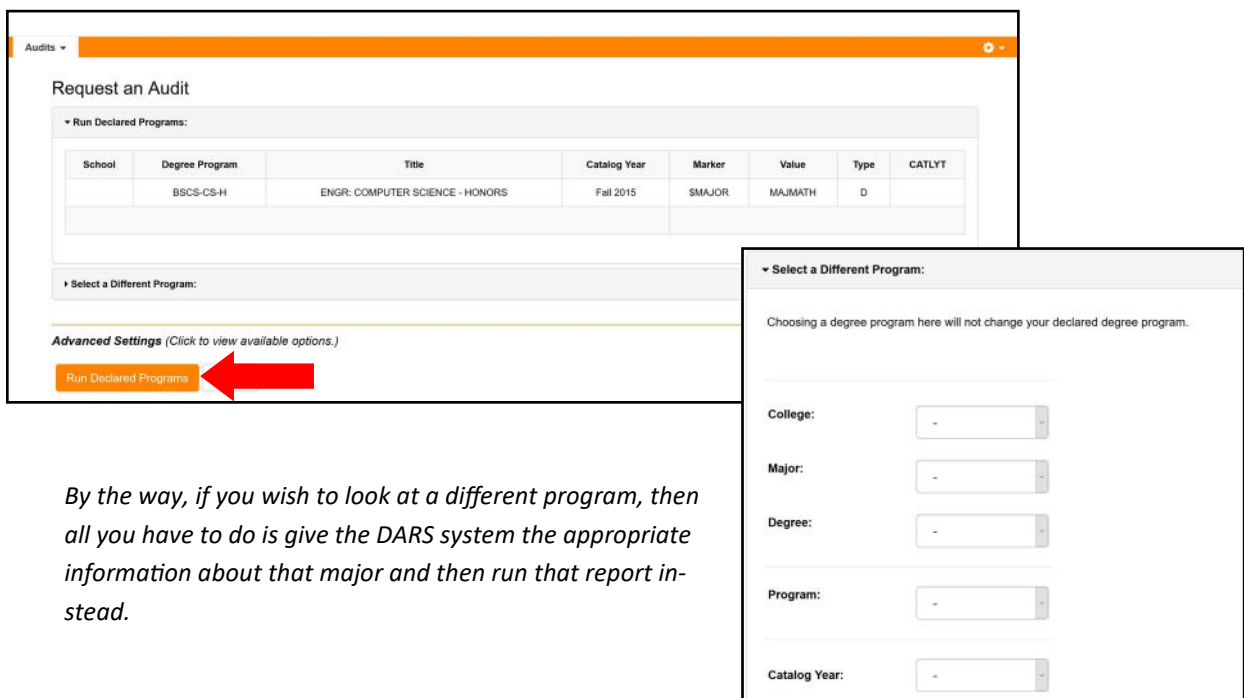 Audits
Request an Audit
Run Declared Programs:
School Degree Program Title Catalog Year Marker Value Type CATLYT
BSCS-CS-H ENGR: COMPUTER SCIENCE - HONORS Fall 2015 $MAJOR MAJMATH D
Select a Different Program:
Advanced Settings (Click to view available options.)
Run Declared Programs
Select a Different Program:
Choosing a degree program here will not change your declared degree program.
College: -
Major: -
Degree: -
Program: -
Catalog Year: -
By the way, if you wish to look at a different program, then
all you have to do is give the DARS system the appropriate
information about that major and then run that report in-
stead.